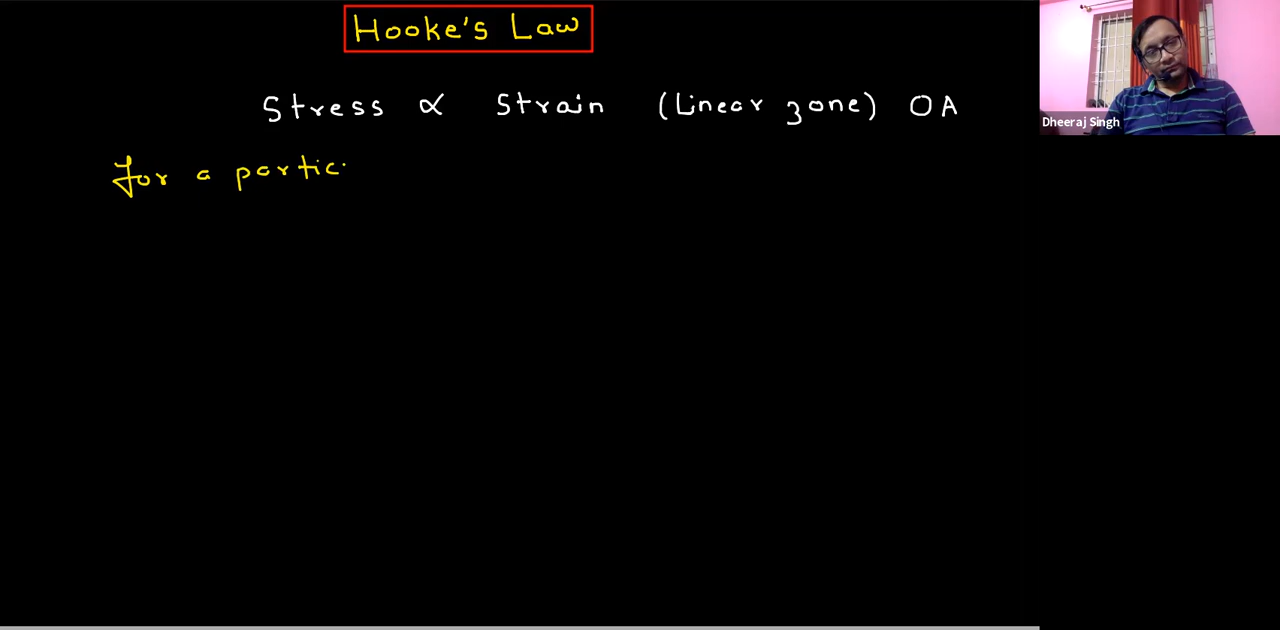 Hooke's Law
Stress ∝ Strain (Linear zone) OA
for a partic
Dheeraj Singh